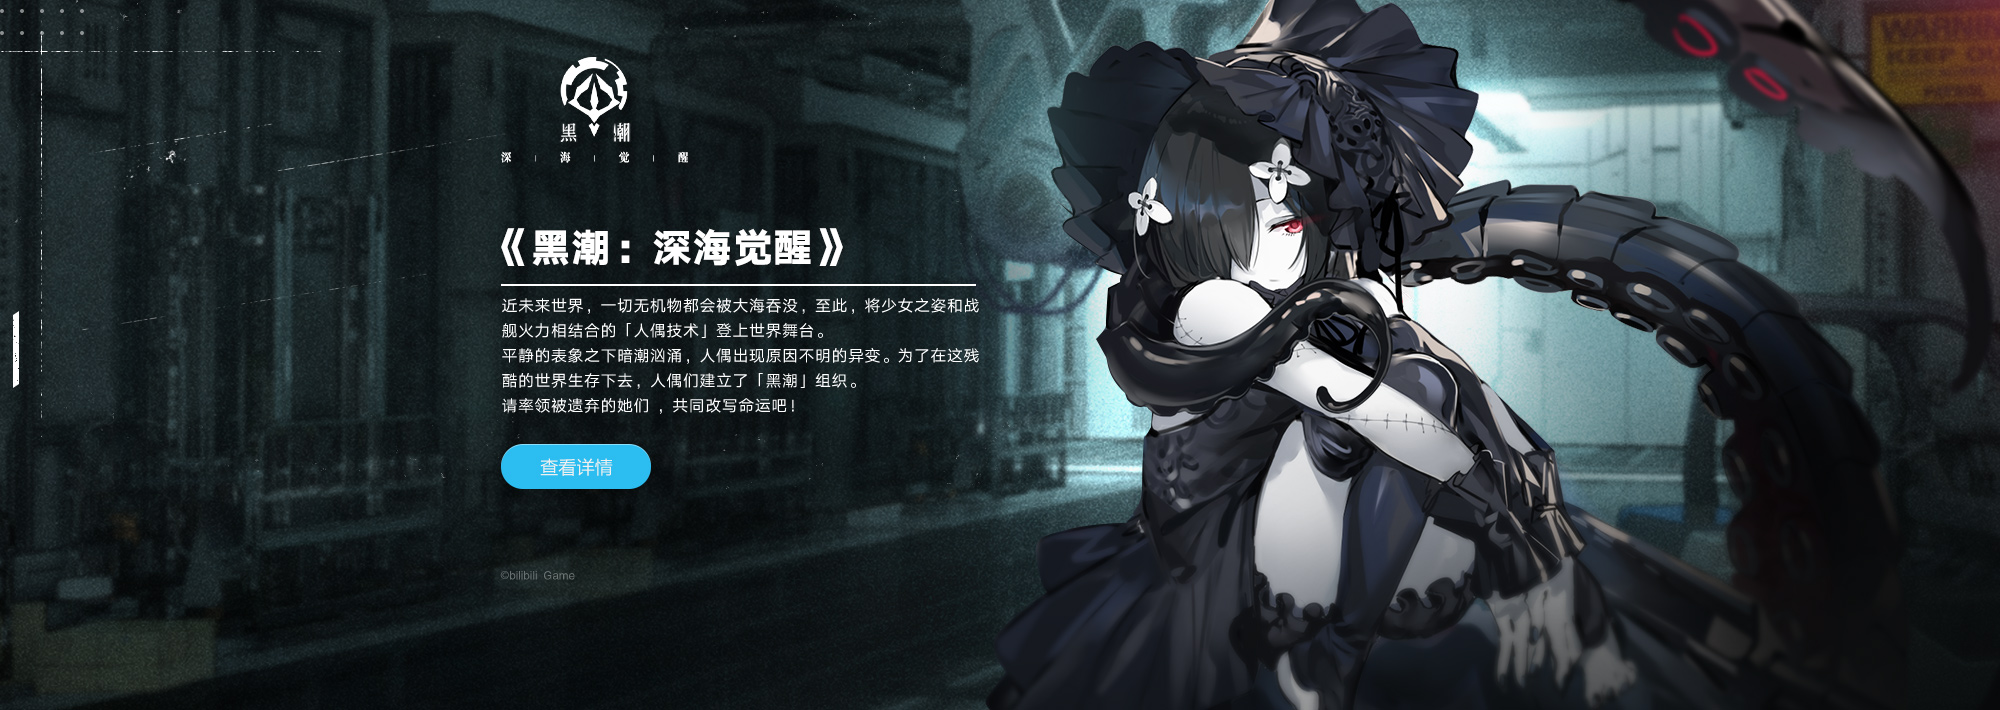 黑潮
深海觉醒
《黑潮：深海觉醒》
近未来世界，一切无机物都会被大海吞没，至此，将少女之姿和战
舰火力相结合的「人偶技术」登上世界舞台。
平静的表象之下暗潮汹涌，人偶出现原因不明的异变。为了在这残
酷的世界生存下去，人偶们建立了「黑潮」组织。
请率领被遗弃的她们 ，共同改写命运吧！
查看详情
©bilibili Game
WARNING
KEEP